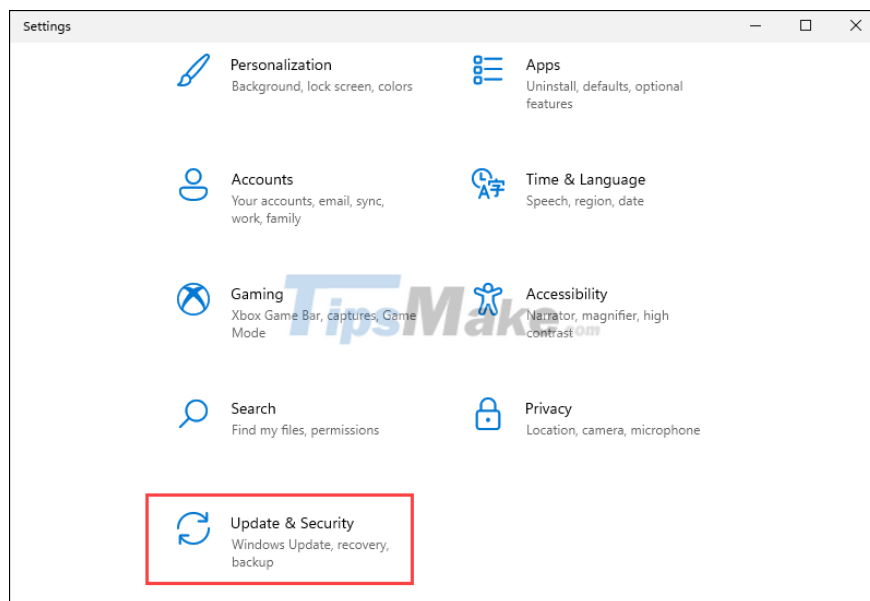 Settings
Personalization
Background, lock screen, colors
Apps
Uninstall, defaults, optional
features
Accounts
Your accounts, email, sync,
work, family
Time & Language
Speech, region, date
Gaming
Xbox Game Bar, captures, Game
Mode
Accessibility
Narrator, magnifier, high
contrast
TipsMake.com
Search
Find my files, permissions
Privacy
Location, camera, microphone
Update & Security
Windows Update, recovery,
backup